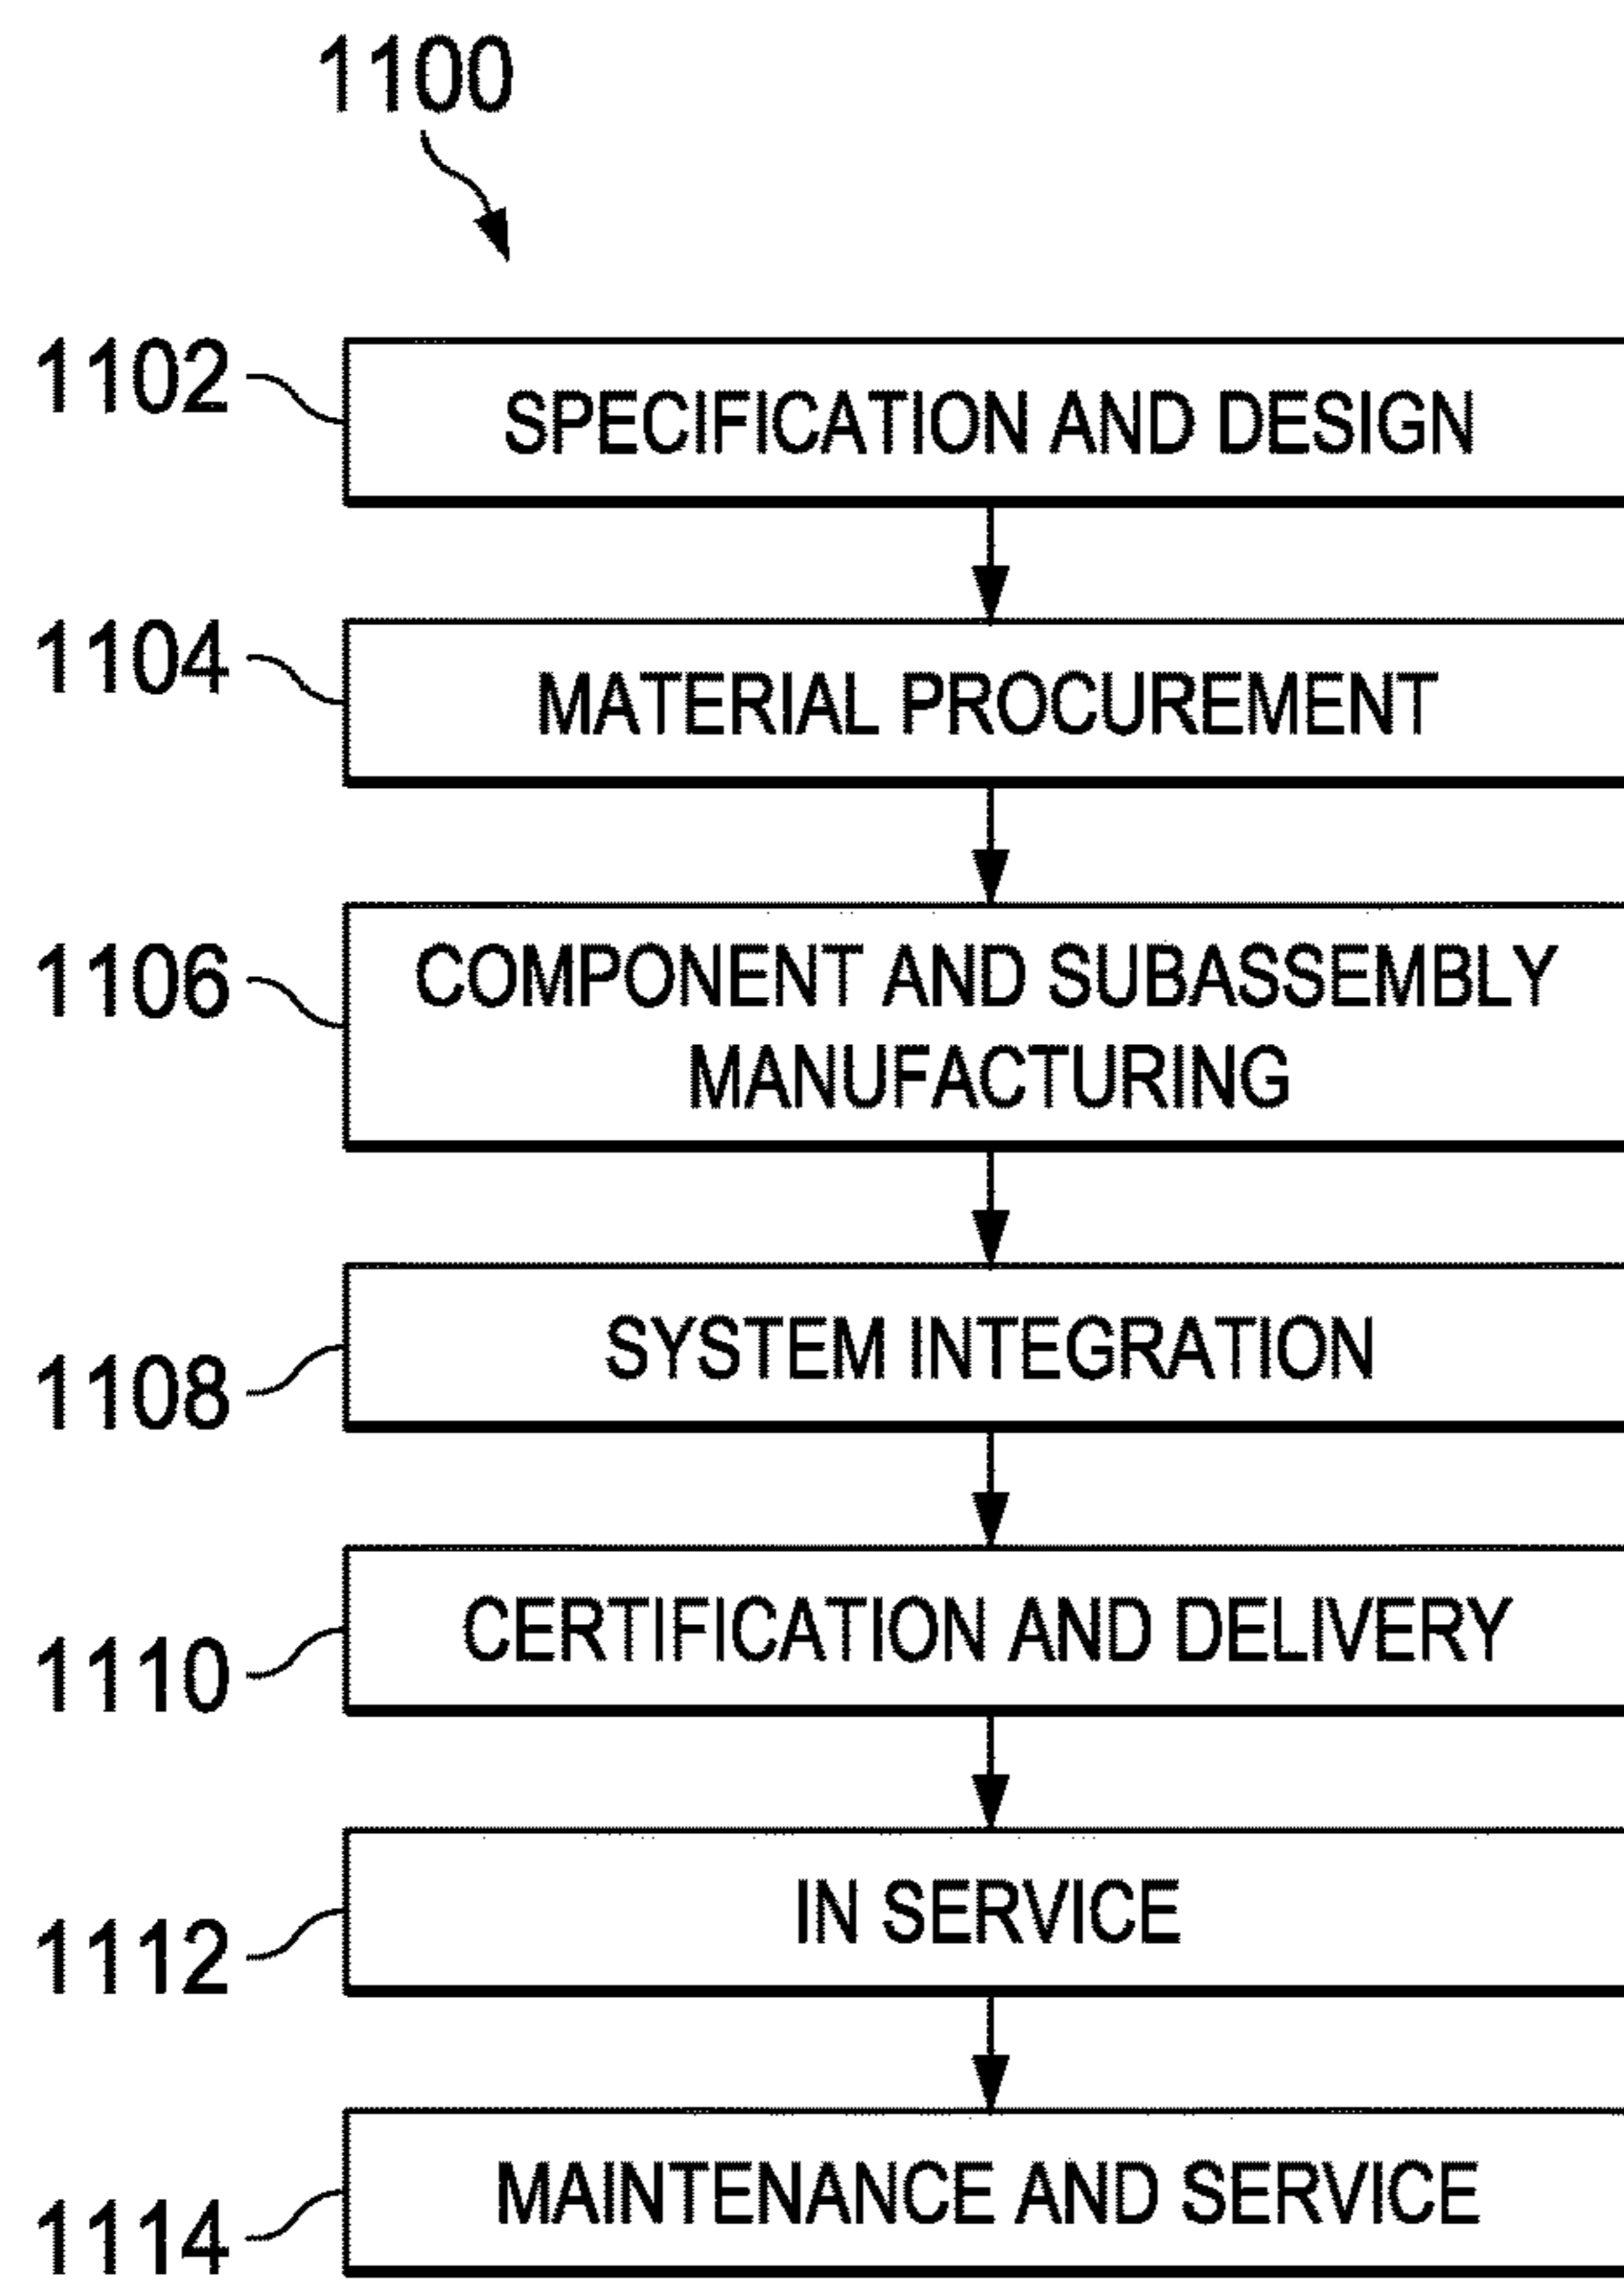 1100
1102
SPECIFICATION AND DESIGN
1104
MATERIAL PROCUREMENT
1106
COMPONENT AND SUBASSEMBLY
MANUFACTURING
1108
SYSTEM INTEGRATION
1110
CERTIFICATION AND DELIVERY
1112
IN SERVICE
1114
MAINTENANCE AND SERVICE